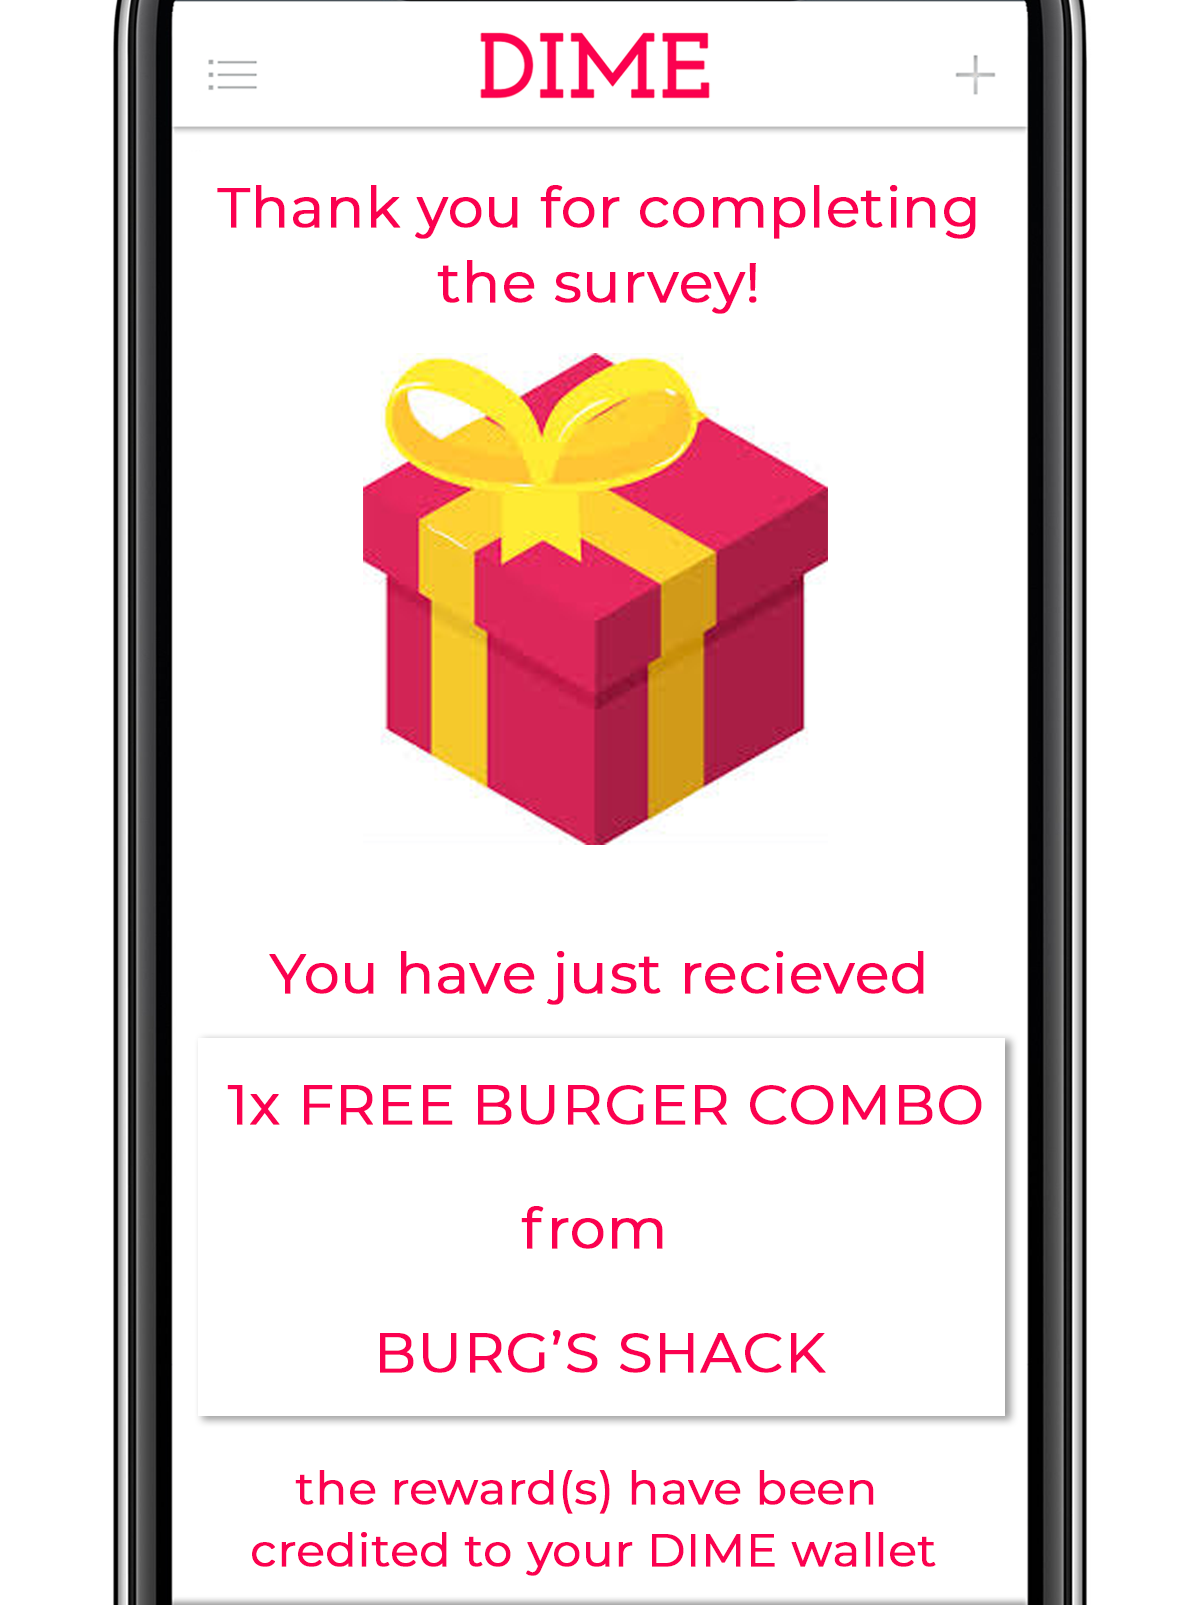 DIME
Thank you for completing
the survey!
You have just recieved
1x FREE BURGER COMBO
from
BURG’S SHACK
the reward(s) have been
credited to your DIME wallet